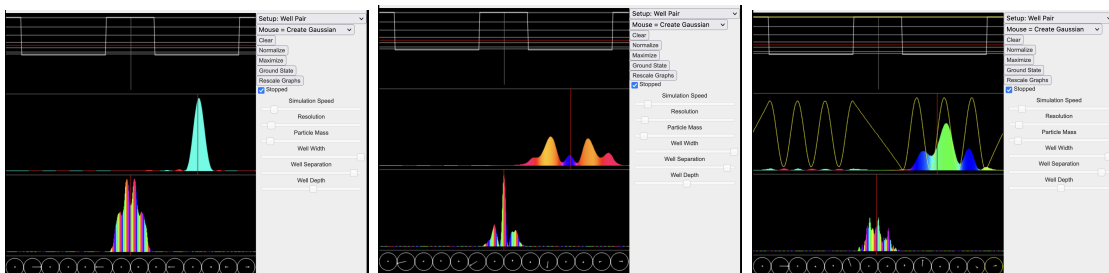 Setup: Well Pair
Mouse = Create Gaussian
Clear
Normalize
Maximize
Ground State
Rescale Graphs
Stopped
Simulation Speed
Resolution
Particle Mass
Well Width
Well Separation
Well Depth
Setup: Well Pair
Mouse = Create Gaussian
Clear
Normalize
Maximize
Ground State
Rescale Graphs
Stopped
Simulation Speed
Resolution
Particle Mass
Well Width
Well Separation
Well Depth
Setup: Well Pair
Mouse = Create Gaussian
Clear
Normalize
Maximize
Ground State
Rescale Graphs
Stopped
Simulation Speed
Resolution
Particle Mass
Well Width
Well Separation
Well Depth